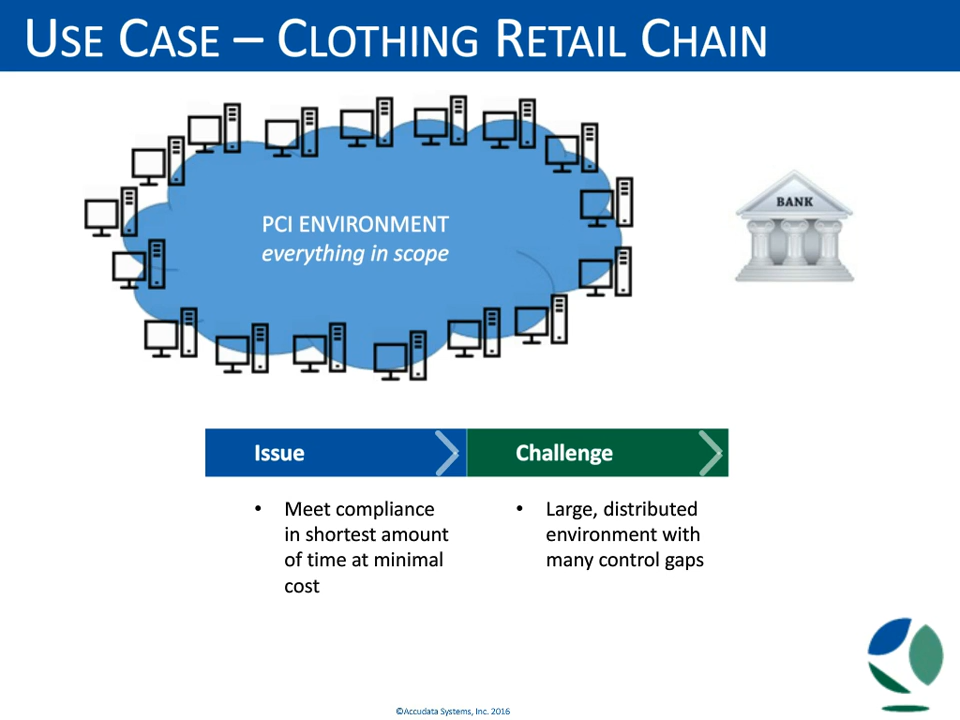 USE CASE – CLOTHING RETAIL CHAIN
PCI ENVIRONMENT
everything in scope
BANK
Issue
Challenge
• Meet compliance
in shortest amount
of time at minimal
cost
• Large, distributed
environment with
many control gaps
©Accudata Systems, Inc. 2016